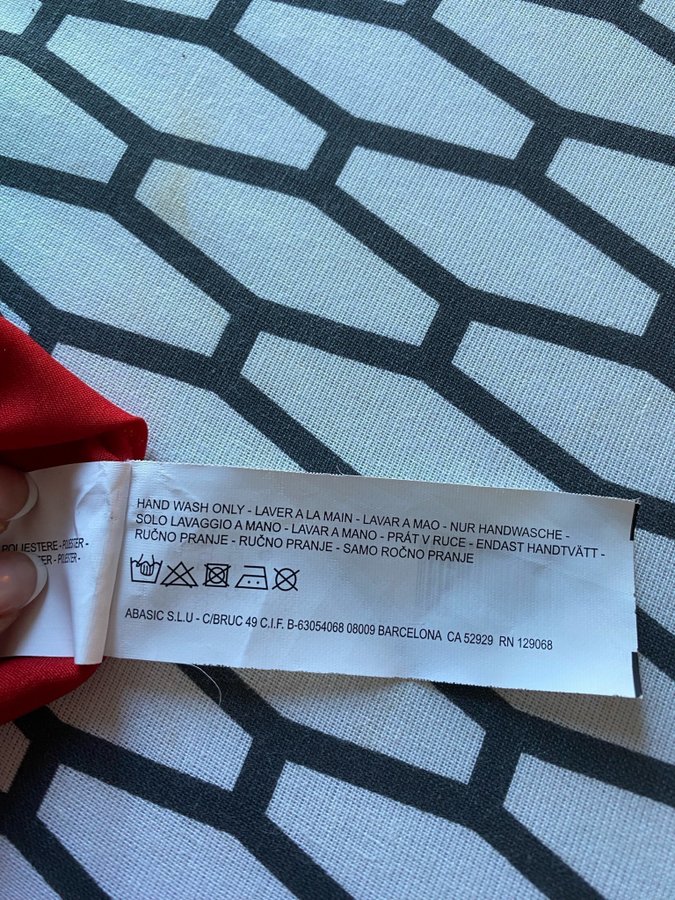 POLIESTERE - POLIESTER -
ER - POLIESTER -
HAND WASH ONLY - LAVER A LA MAIN - LAVAR A MAO - NUR HANDWASCHE -
SOLO LAVAGGIO A MANO - LAVAR A MANO - PRÁT V RUCE - ENDAST HANDTVÄTT -
RUČNO PRANJE - RUČNO PRANJE - SAMO ROČNO PRANJE
ABASIC S.L.U - C/BRUC 49 C.I.F. B-63054068 08009 BARCELONA CA 52929 RN 129068